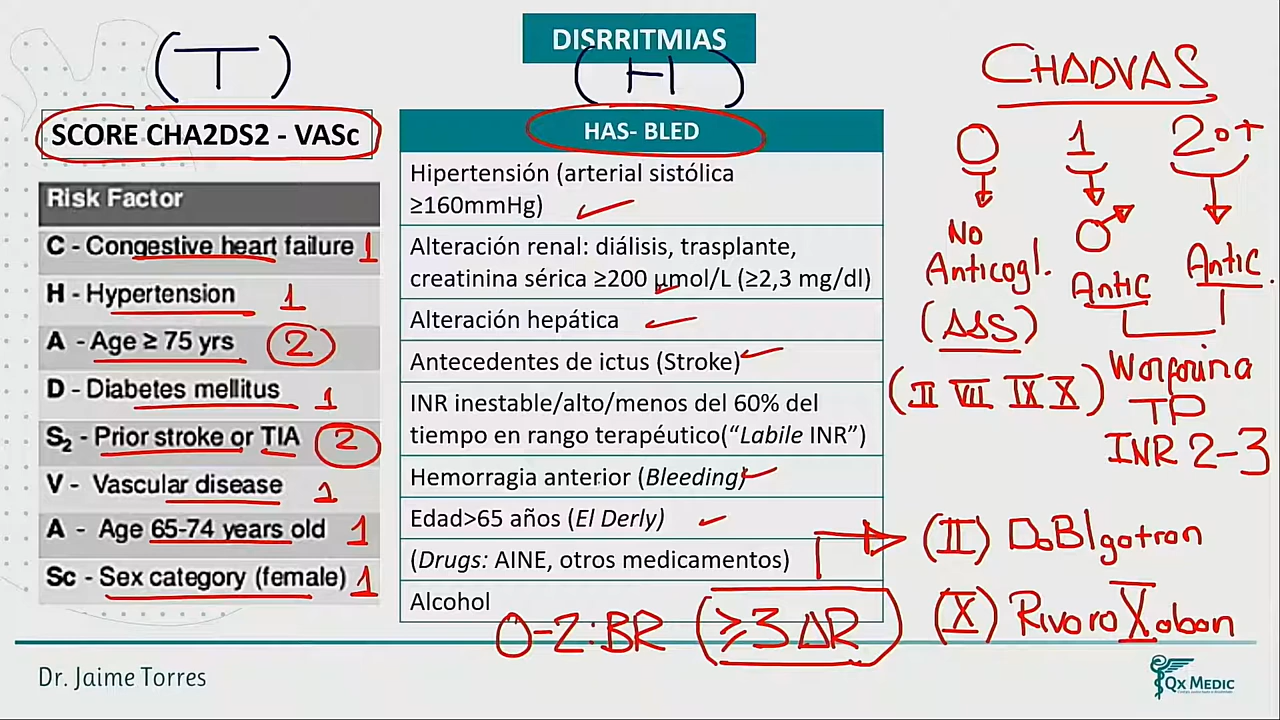 DISRRITMIAS
(T)
(H)
SCORE CHA2DS2 - VASc
Risk Factor
C - Congestive heart failure 1
H - Hypertension 1
A - Age ≥ 75 yrs 2
D - Diabetes mellitus 1
S₂ - Prior stroke or TIA 2
V - Vascular disease 1
A - Age 65-74 years old 1
Sc - Sex category (female) 1
HAS- BLED
Hipertensión (arterial sistólica
≥160mmHg)
Alteración renal: diálisis, trasplante,
creatinina sérica ≥200 µmol/L (≥2,3 mg/dl)
Alteración hepática
Antecedentes de ictus (Stroke)
INR inestable/alto/menos del 60% del
tiempo en rango terapéutico("Labile INR")
Hemorragia anterior (Bleeding)
Edad>65 años (El Derly)
(Drugs: AINE, otros medicamentos)
Alcohol
0-2:BR (≥3 AR)
CHADVAS
0 1 2 o +
No
Anticogl.
(ASS)
♂
Antic
Antic.
(II VII IX X)
Warfarina
TP
INR 2-3
(II) DaBIgatran
(X) RivaroXaban
Dr. Jaime Torres
Qx MEDIC